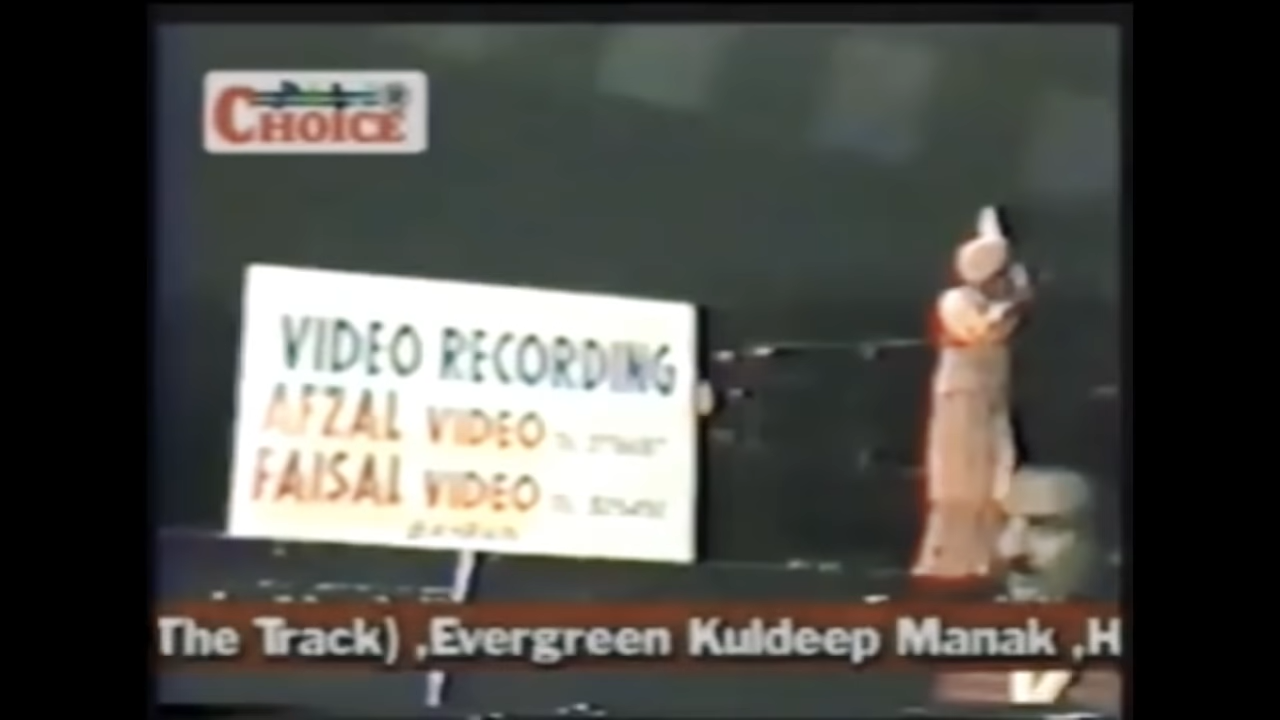 CHOICE
VIDEO RECORDING
AFZAL VIDEO
FAISAL VIDEO
The Track) ,Evergreen Kuldeep Manak ,H